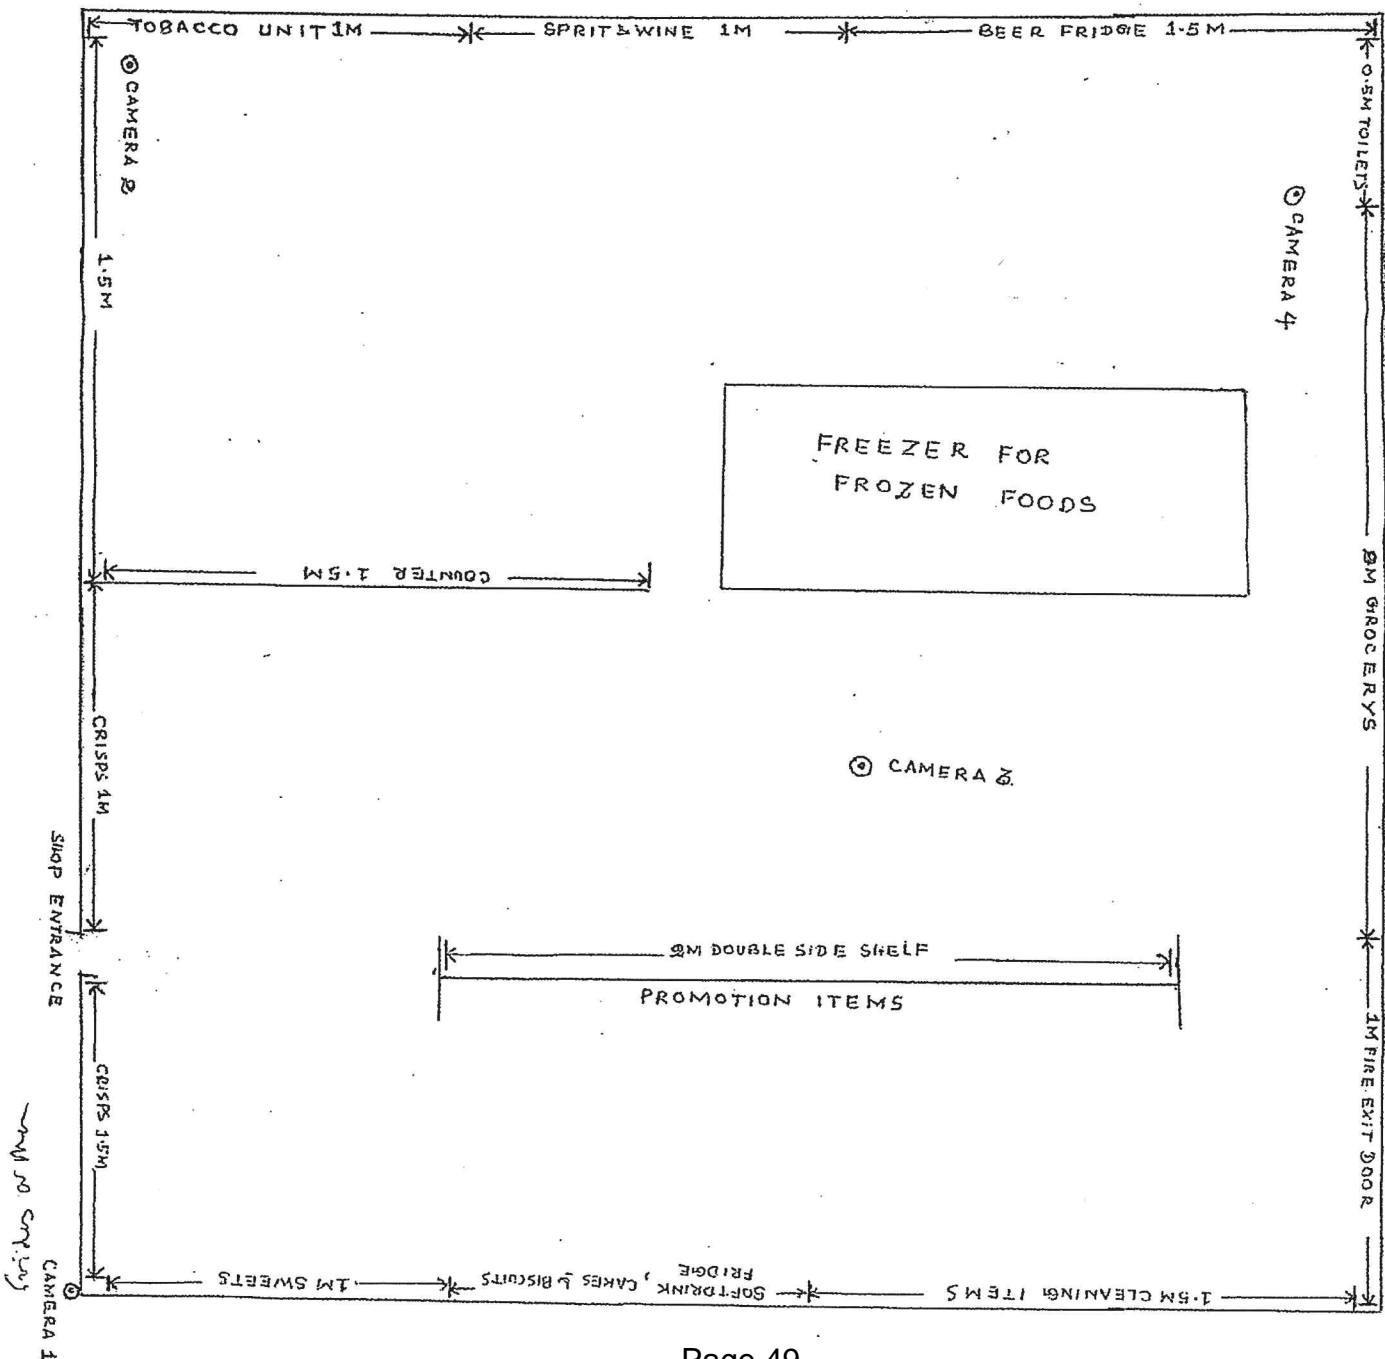 TOBACCO UNIT 1M
SPRIT & WINE 1M
BEER FRIDGE 1.5M
CAMERA 2
0.5M TOILETS
CAMERA 4
1.5M
FREEZER FOR
FROZEN FOODS
COUNTER 1.5M
2M GROCERYS
CRISPS 1M
CAMERA 3
SHOP ENTRANCE
2M DOUBLE SIDE SHELF
PROMOTION ITEMS
1M FIRE EXIT DOOR
CRISPS 1.5M
1M SWEETS
SOFTDRINK, CAKES & BISCUITS
FRIDGE
1.5M CLEANING ITEMS
CAMERA 1
Page 49